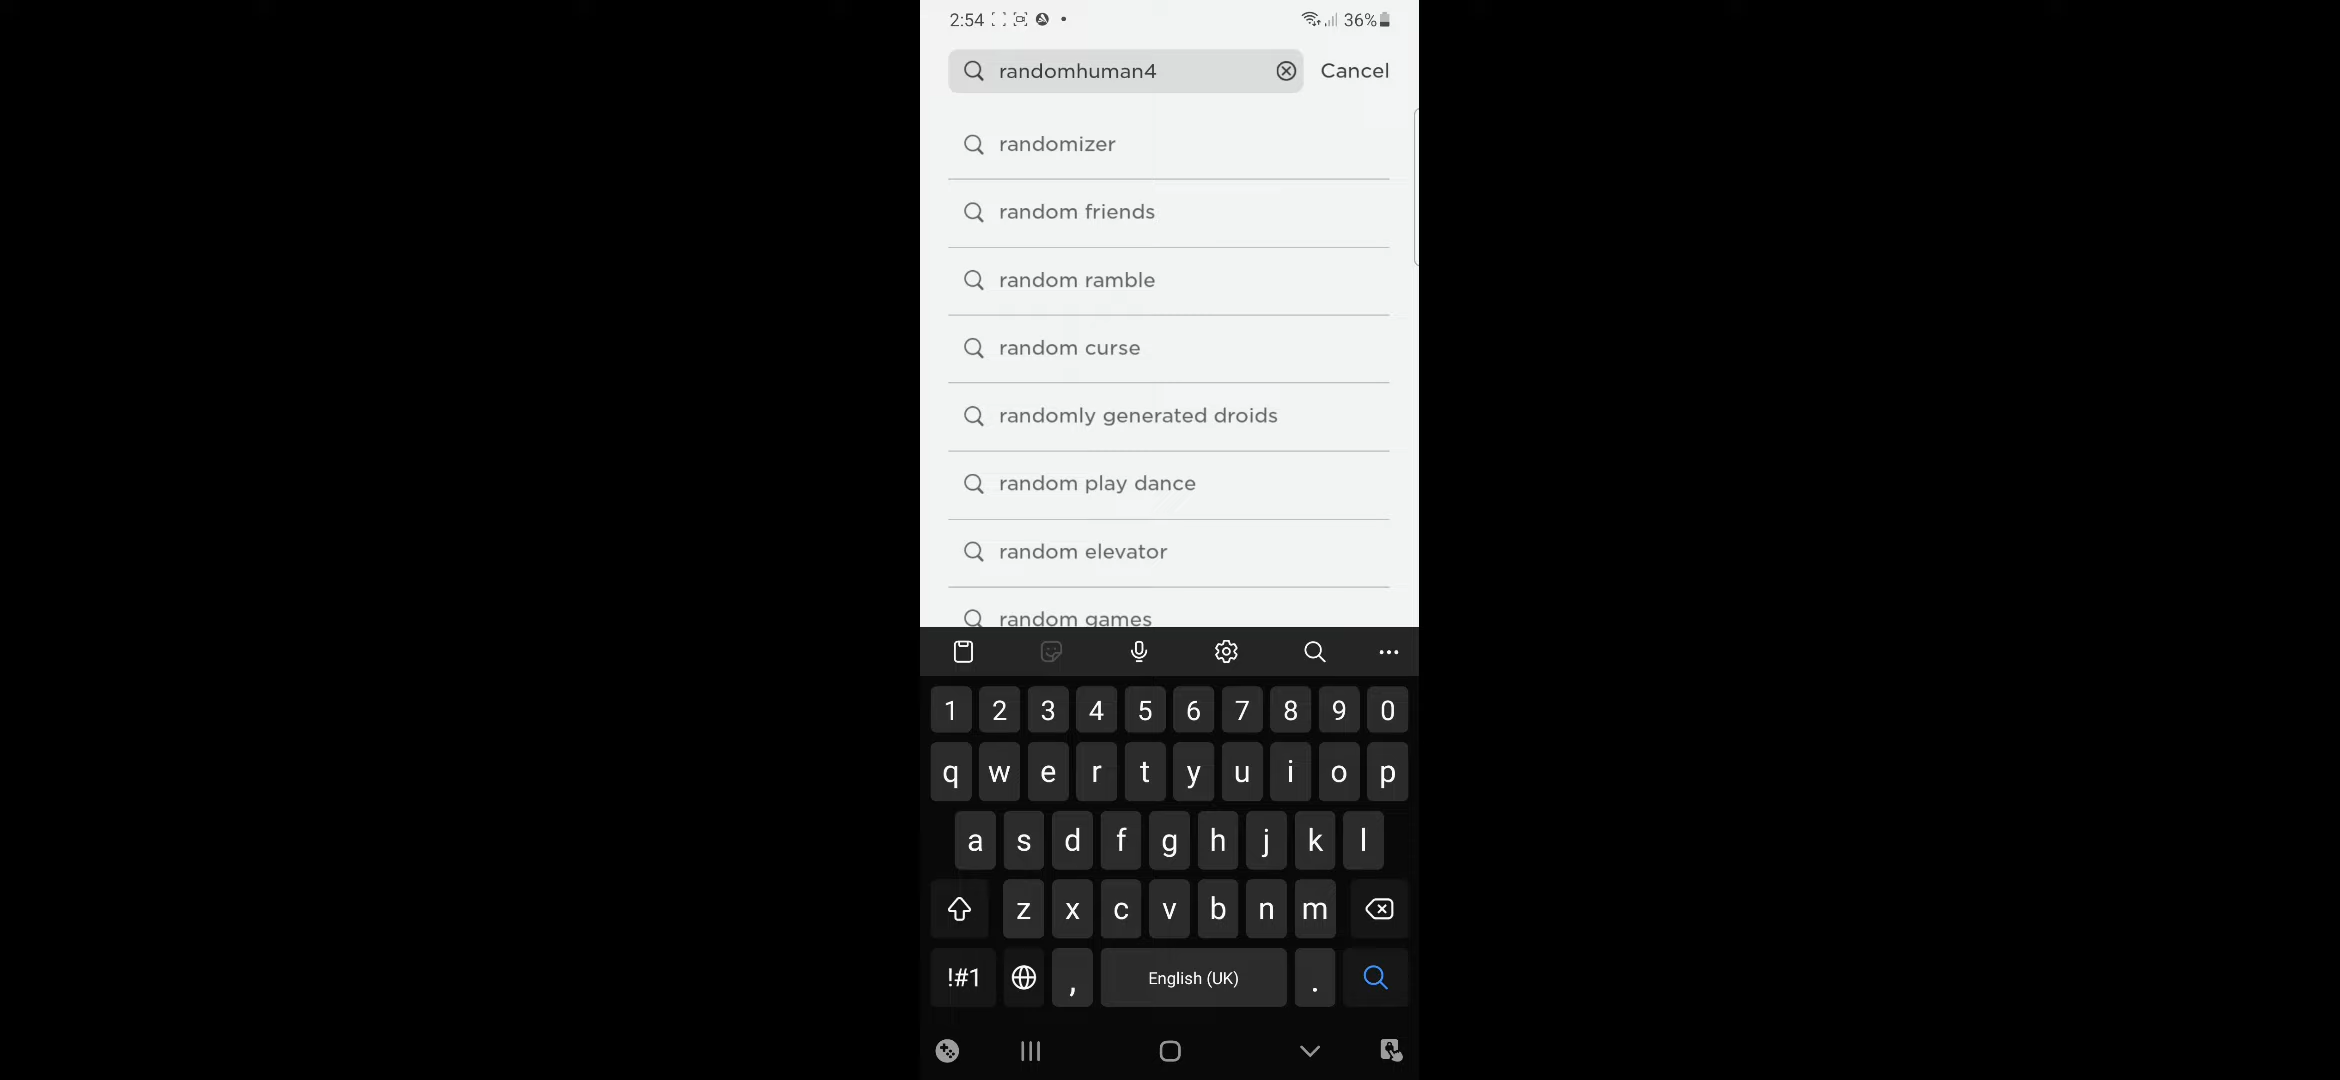 2:54
36%
randomhuman4
Cancel
randomizer
random friends
random ramble
random curse
randomly generated droids
random play dance
random elevator
random games
1 2 3 4 5 6 7 8 9 0
q w e r t y u i o p
a s d f g h j k l
z x c v b n m
!#1 , English (UK) .